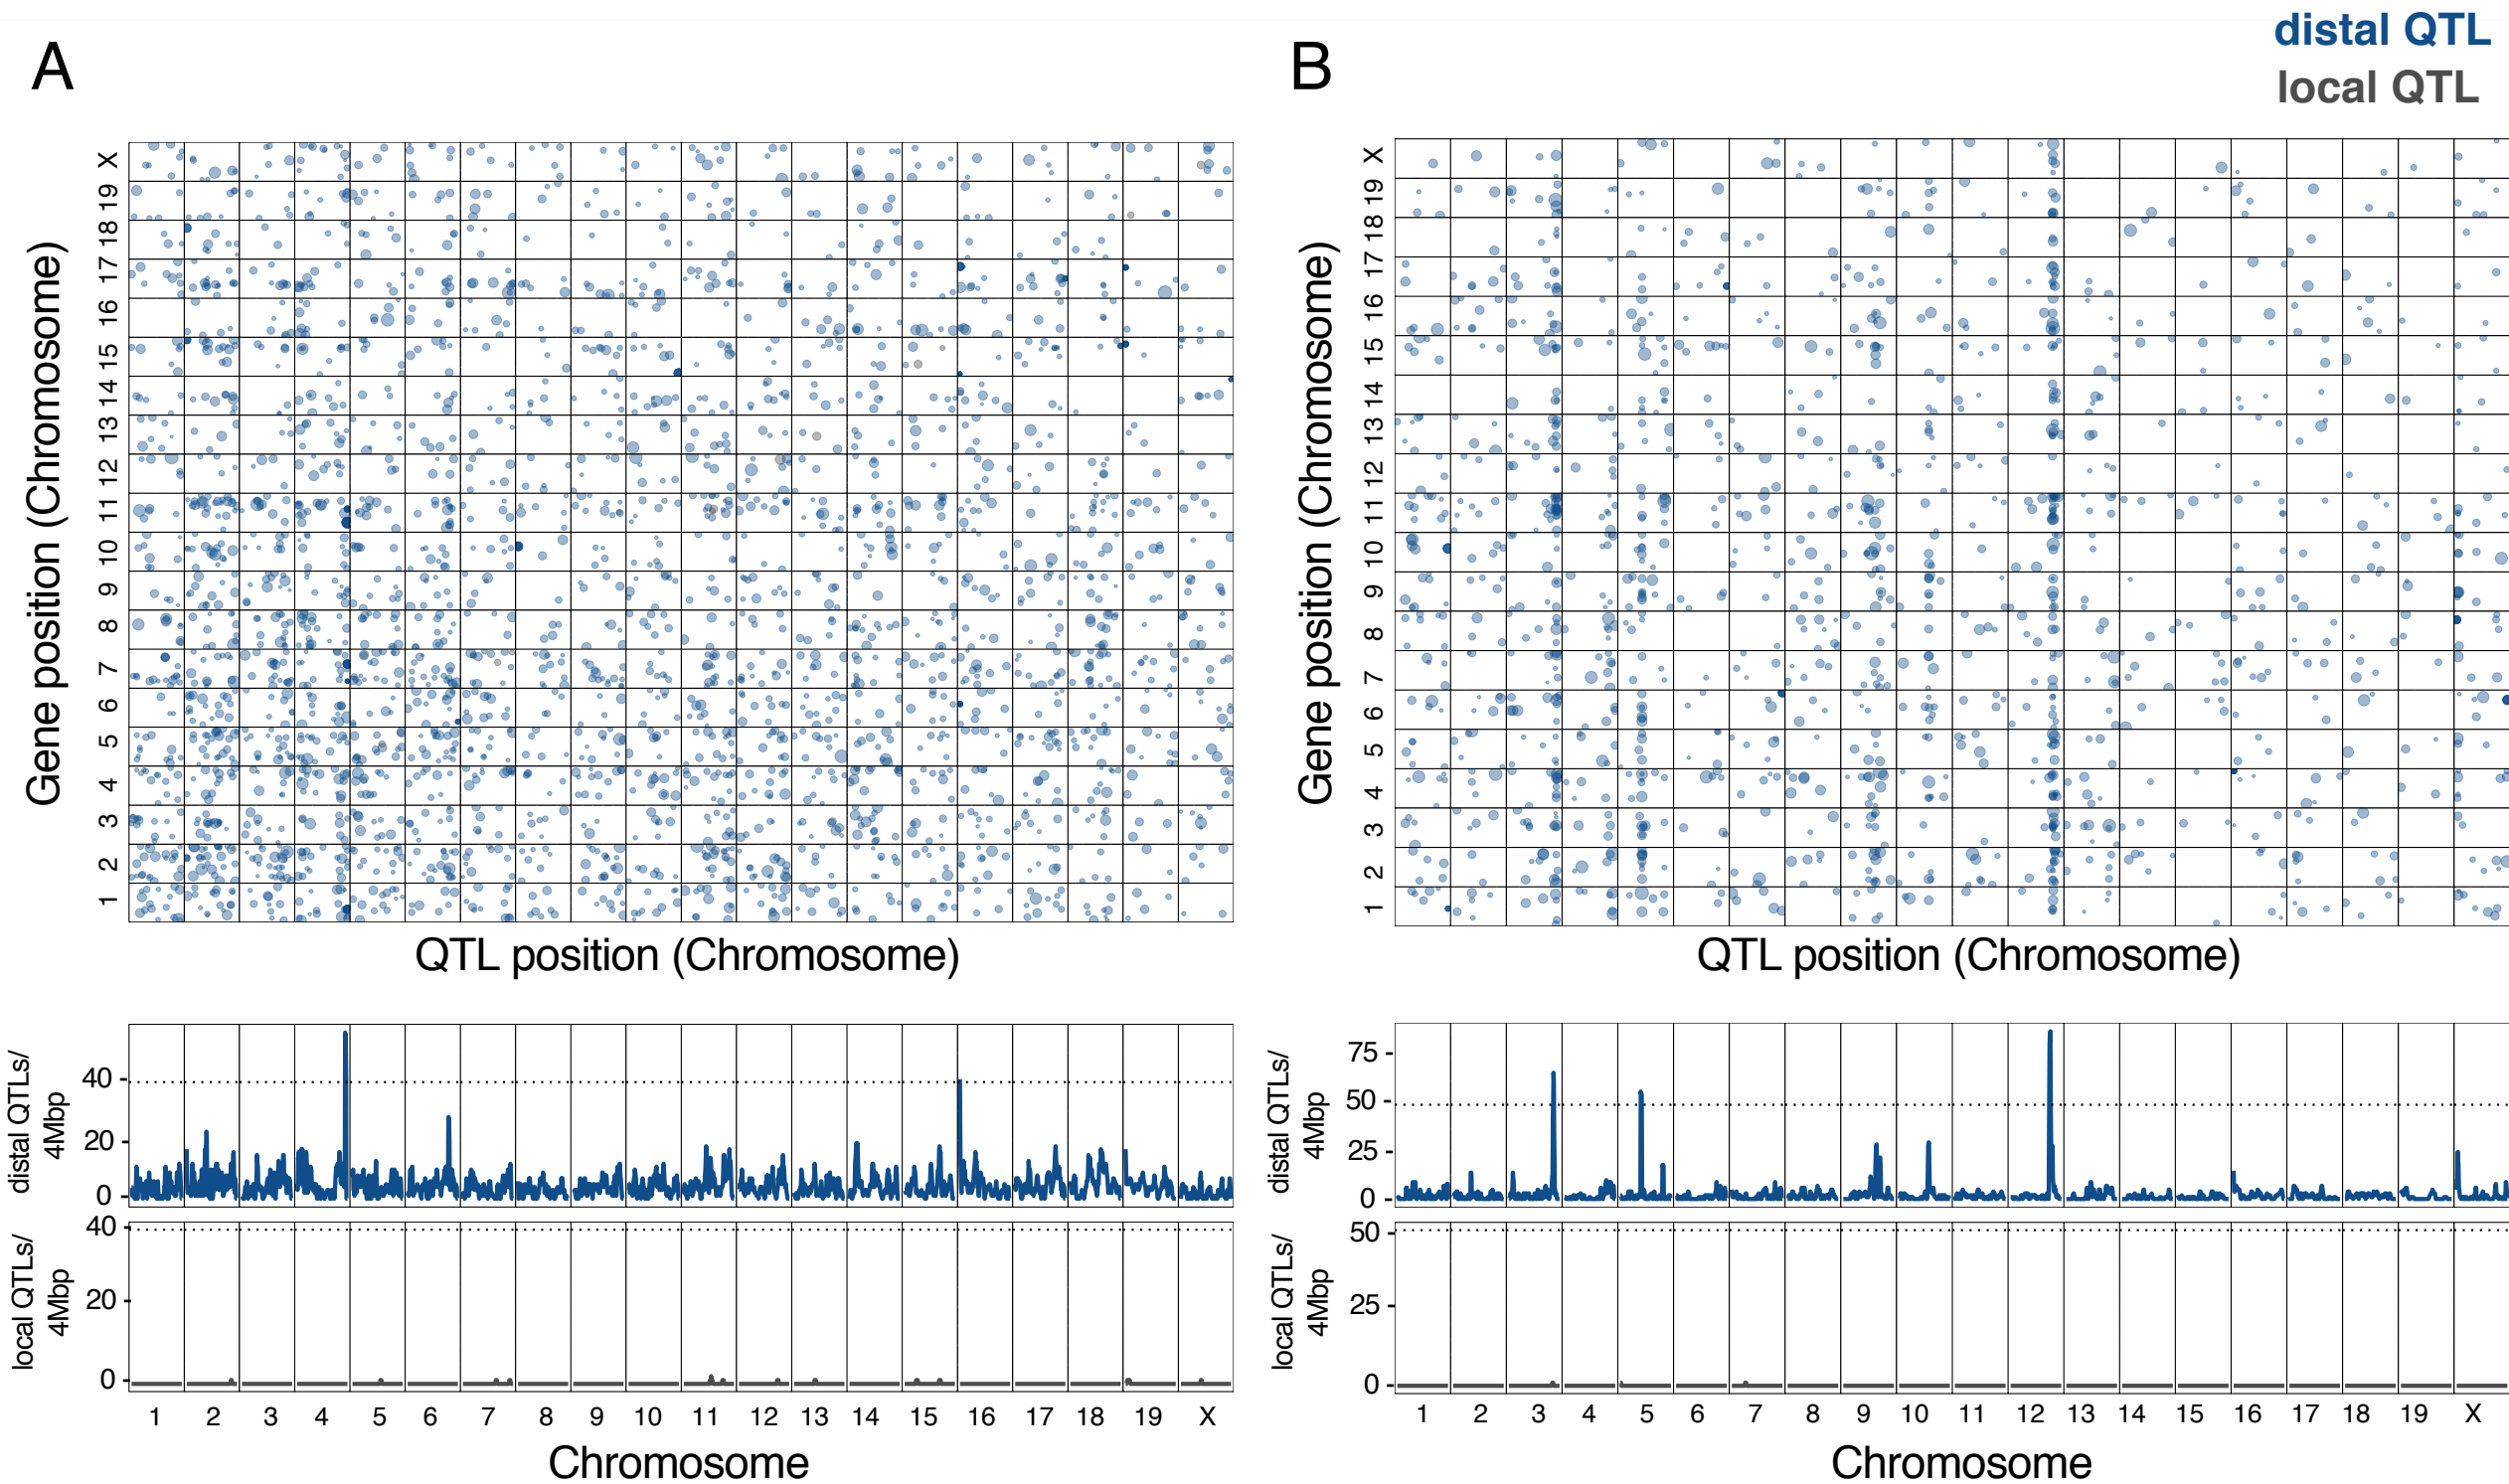 distal QTL
local QTL
A
B
Gene position (Chromosome)
X
19
18
17
16
15
14
13
12
11
10
9
8
7
6
5
4
3
2
1
QTL position (Chromosome)
Gene position (Chromosome)
X
19
18
17
16
15
14
13
12
11
10
9
8
7
6
5
4
3
2
1
QTL position (Chromosome)
distal QTLs/
4Mbp
40
20
0
local QTLs/
4Mbp
40
20
0
1 2 3 4 5 6 7 8 9 10 11 12 13 14 15 16 17 18 19 X
Chromosome
distal QTLs/
4Mbp
75
50
25
0
local QTLs/
4Mbp
50
25
0
1 2 3 4 5 6 7 8 9 10 11 12 13 14 15 16 17 18 19 X
Chromosome